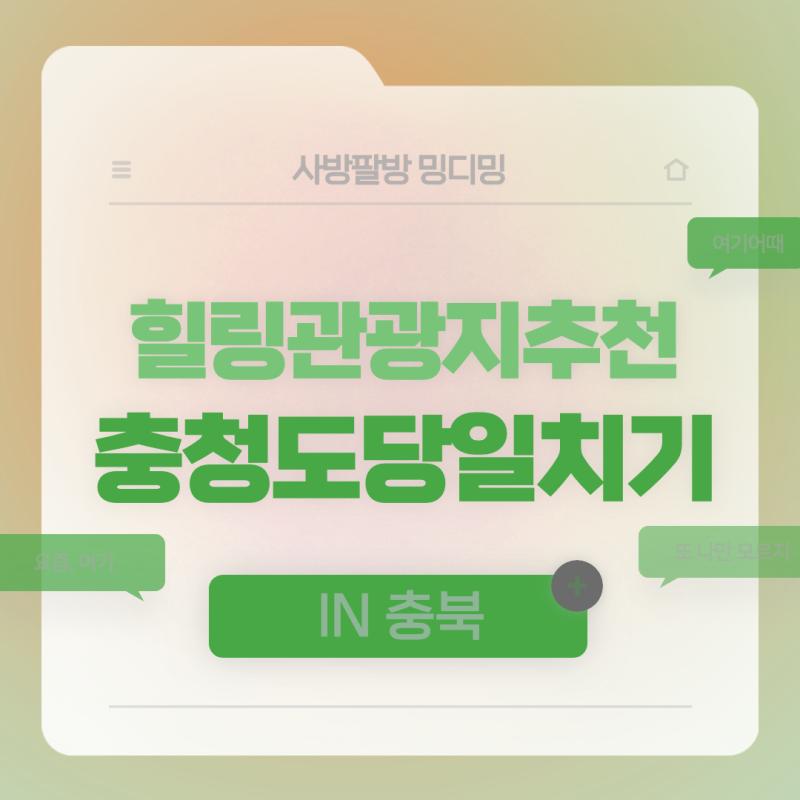 사방팔방 밍디밍
여기어때
힐링관광지추천
충청도당일치기
요즘, 여기
또 나만 모르지
IN 충북